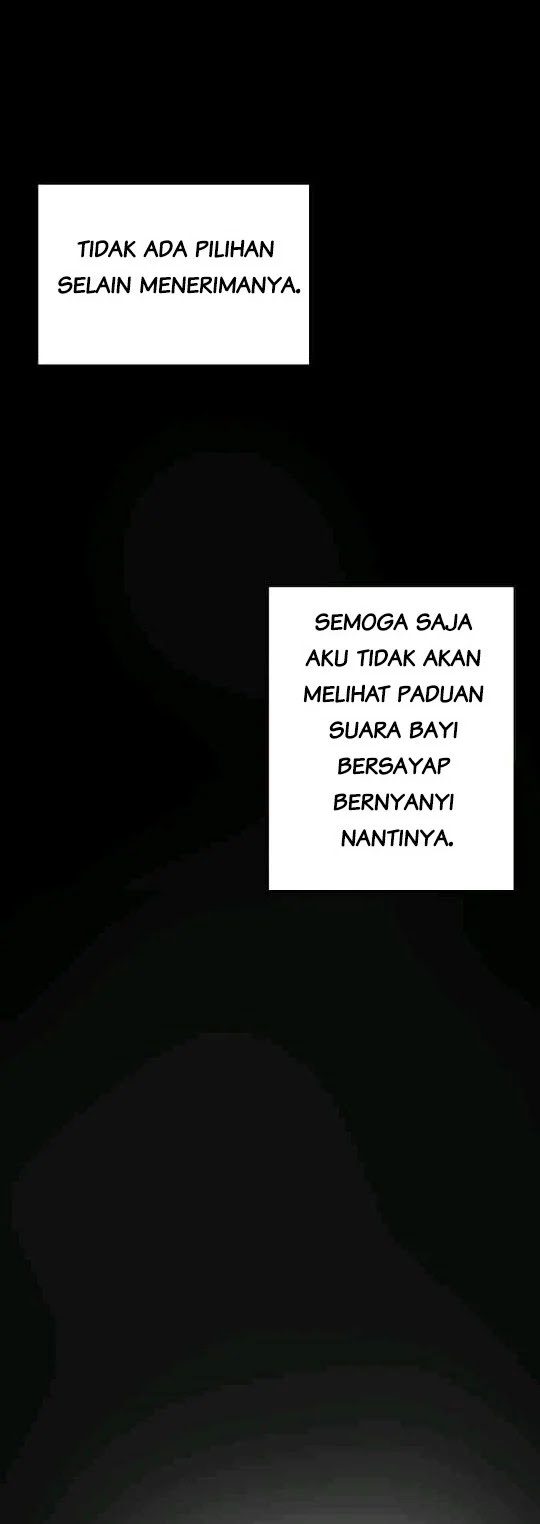 TIDAK ADA PILIHAN
SELAIN MENERIMANYA.
SEMOGA SAJA
AKU TIDAK AKAN
MELIHAT PADUAN
SUARA BAYI
BERSAYAP
BERNYANYI
NANTINYA.